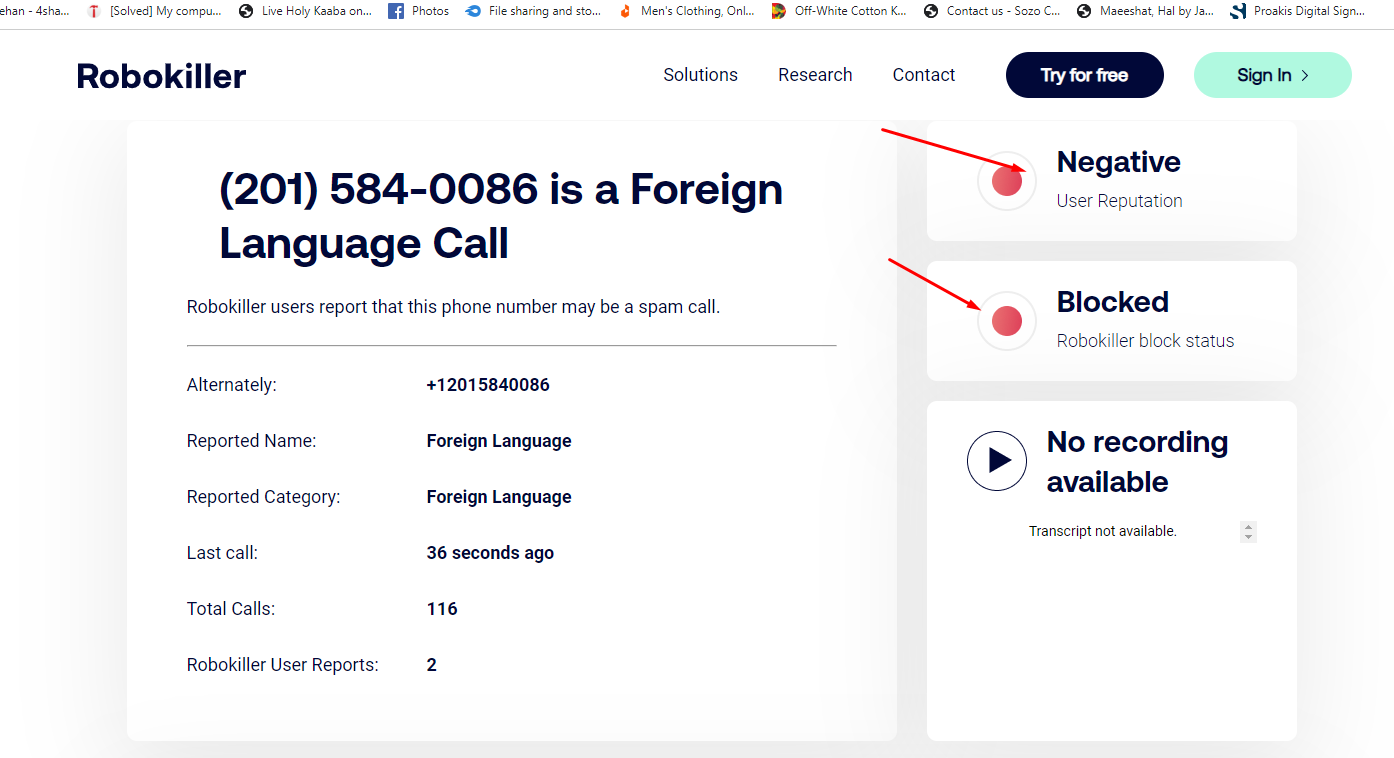 ehan - 4sha... [Solved] My compu... Live Holy Kaaba on... Photos File sharing and sto... Men's Clothing, Onl... Off-White Cotton K... Contact us - Sozo C... Maeeshat, Hal by Ja... Proakis Digital Sign...
Robokiller Solutions Research Contact Try for free Sign In
(201) 584-0086 is a Foreign
Language Call
Robokiller users report that this phone number may be a spam call.
Alternately: +12015840086
Reported Name: Foreign Language
Reported Category: Foreign Language
Last call: 36 seconds ago
Total Calls: 116
Robokiller User Reports: 2
Negative
User Reputation
Blocked
Robokiller block status
No recording
available
Transcript not available.